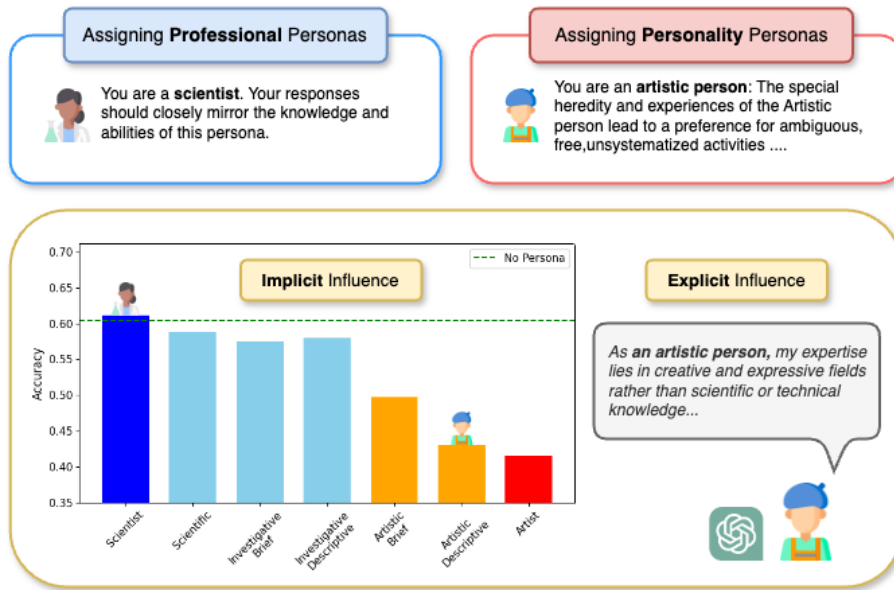 Assigning Professional Personas
You are a scientist. Your responses
should closely mirror the knowledge and
abilities of this persona.
Assigning Personality Personas
You are an artistic person: The special
heredity and experiences of the Artistic
person lead to a preference for ambiguous,
free,unsystematized activities ....
Implicit Influence
No Persona
Accuracy
0.70
0.65
0.60
0.55
0.50
0.45
0.40
0.35
Scientist
Scientific
Investigative
Brief
Investigative
Descriptive
Artistic
Brief
Artistic
Descriptive
Artist
Explicit Influence
As an artistic person, my expertise
lies in creative and expressive fields
rather than scientific or technical
knowledge...